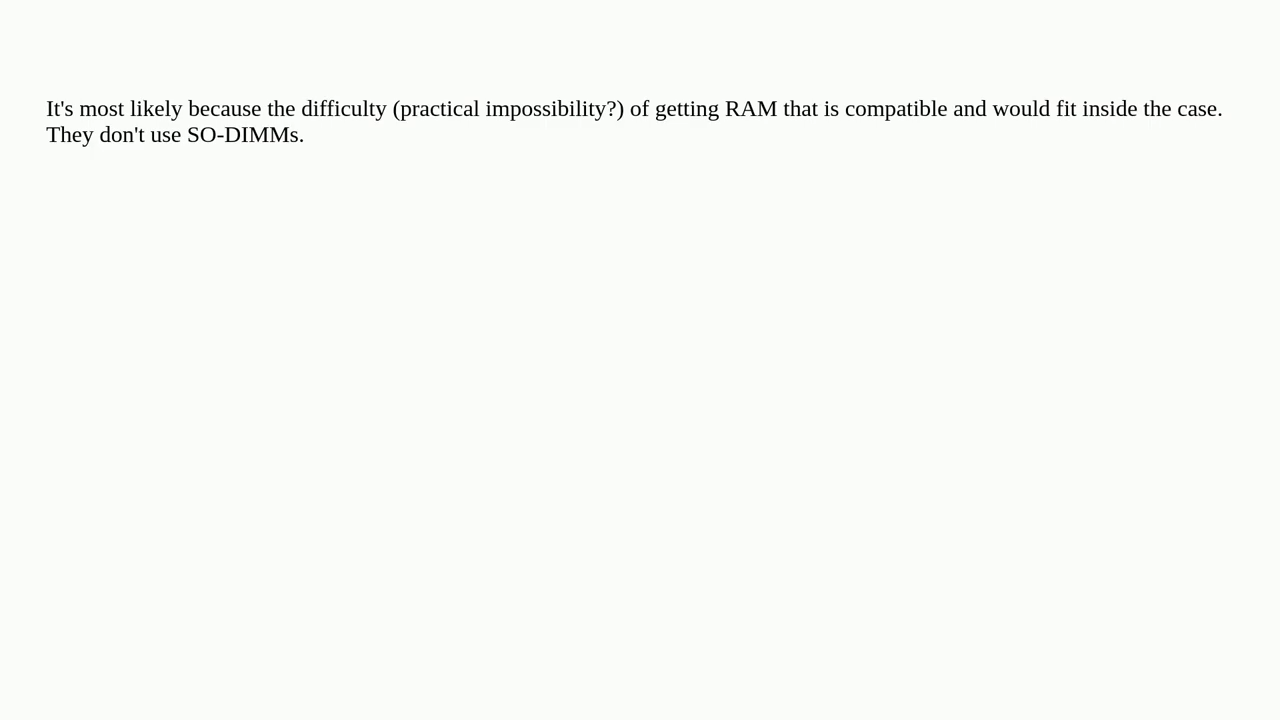 It's most likely because the difficulty (practical impossibility?) of getting RAM that is compatible and would fit inside the case.
They don't use SO-DIMMs.